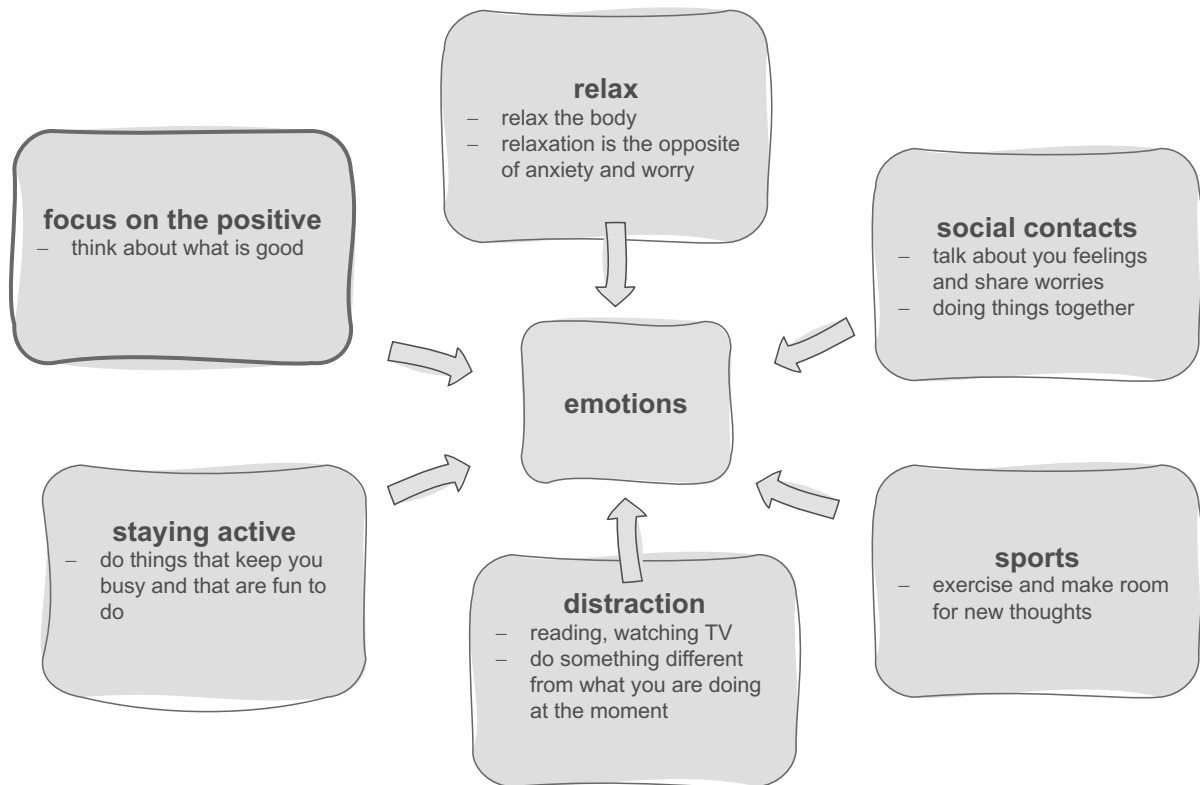 relax
– relax the body
– relaxation is the opposite
of anxiety and worry
focus on the positive
– think about what is good
social contacts
– talk about you feelings
and share worries
– doing things together
emotions
staying active
– do things that keep you
busy and that are fun to
do
distraction
– reading, watching TV
– do something different
from what you are doing
at the moment
sports
– exercise and make room
for new thoughts